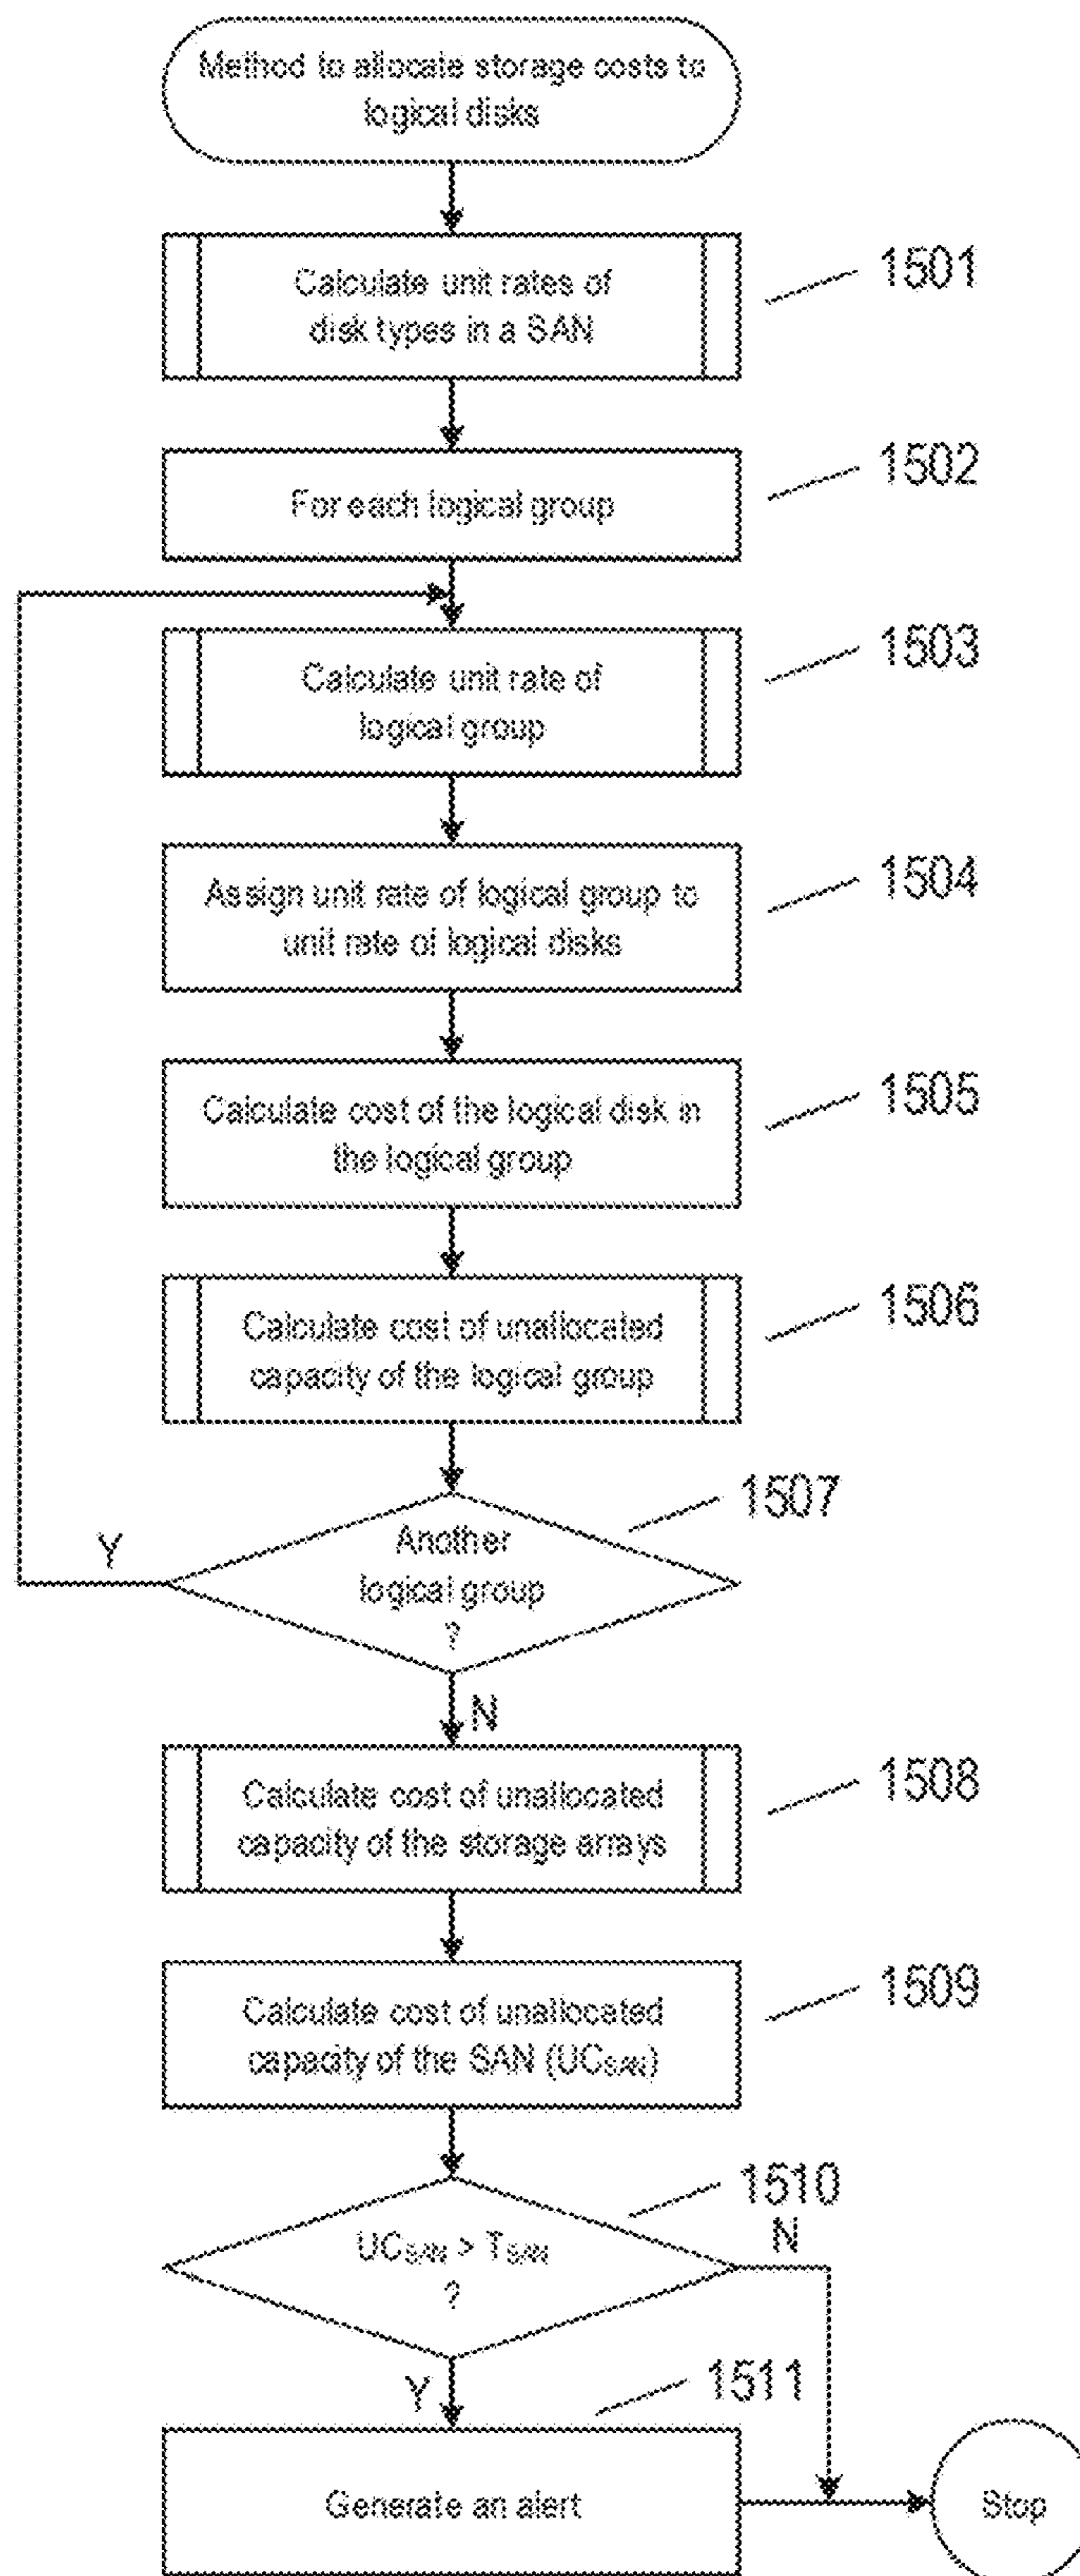 Method to allocate storage costs to
logical disks
Calculate unit rates of
disk types in a SAN
1501
For each logical group
1502
Calculate unit rate of
logical group
1503
Assign unit rate of logical group to
unit rate of logical disks
1504
Calculate cost of the logical disk in
the logical group
1505
Calculate cost of unallocated
capacity of the logical group
1506
Another
logical group
?
1507
Y
N
Calculate cost of unallocated
capacity of the storage arrays
1508
Calculate cost of unallocated
capacity of the SAN (UCSAN)
1509
UCSAN > TSAN
?
1510
N
Y
1511
Generate an alert
Stop